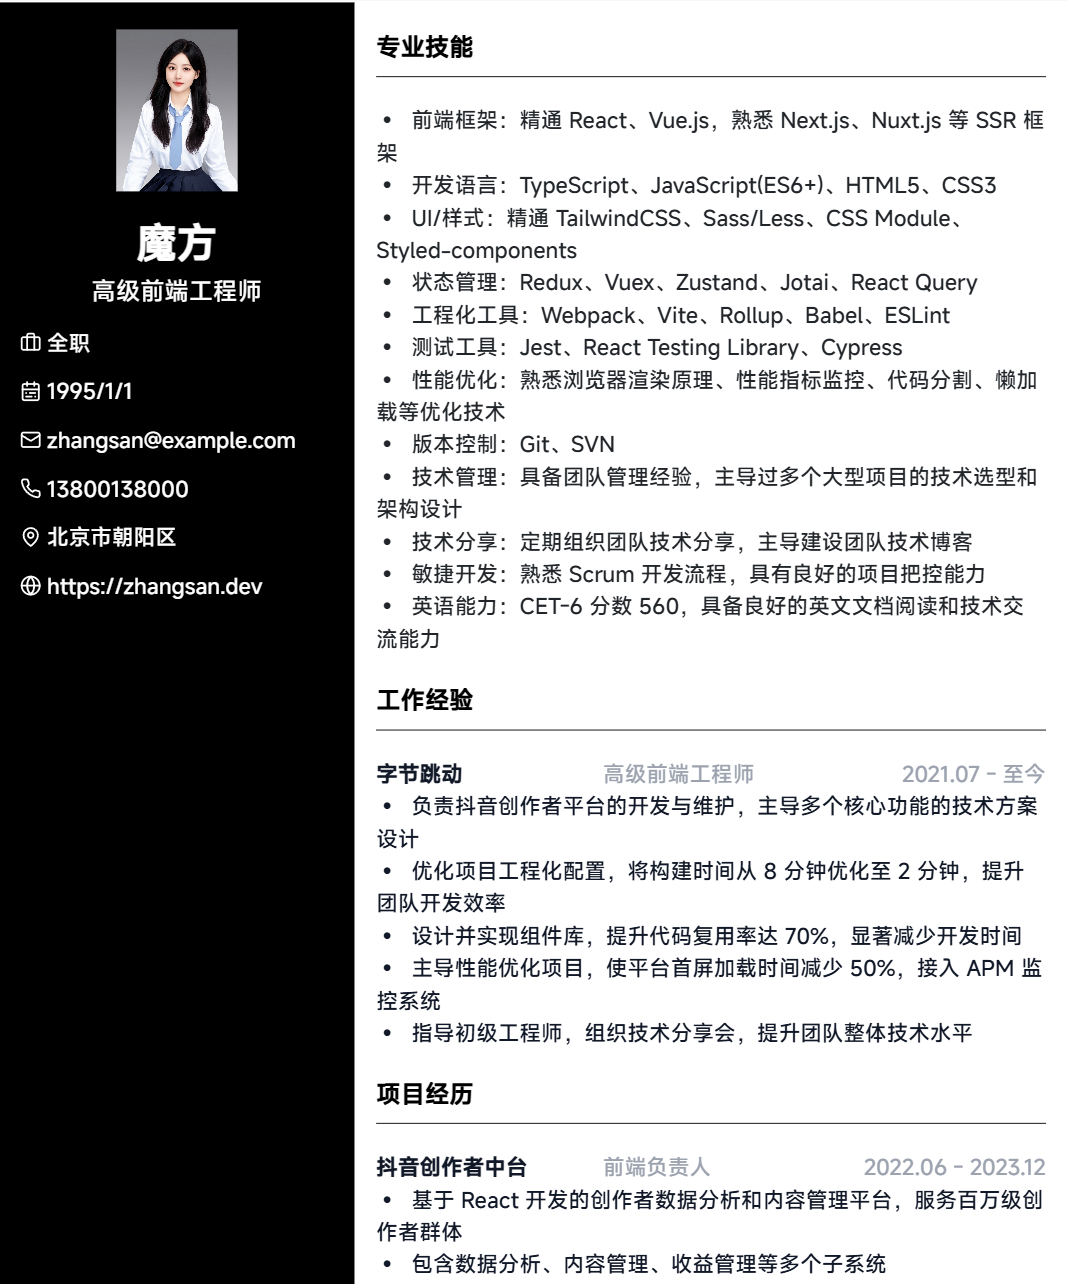 魔方
高级前端工程师
全职
1995/1/1
zhangsan@example.com
13800138000
北京市朝阳区
https://zhangsan.dev
专业技能
• 前端框架：精通 React、Vue.js，熟悉 Next.js、Nuxt.js 等 SSR 框
架
• 开发语言：TypeScript、JavaScript(ES6+)、HTML5、CSS3
• UI/样式：精通 TailwindCSS、Sass/Less、CSS Module、
Styled-components
• 状态管理：Redux、Vuex、Zustand、Jotai、React Query
• 工程化工具：Webpack、Vite、Rollup、Babel、ESLint
• 测试工具：Jest、React Testing Library、Cypress
• 性能优化：熟悉浏览器渲染原理、性能指标监控、代码分割、懒加
载等优化技术
• 版本控制：Git、SVN
• 技术管理：具备团队管理经验，主导过多个大型项目的技术选型和
架构设计
• 技术分享：定期组织团队技术分享，主导建设团队技术博客
• 敏捷开发：熟悉 Scrum 开发流程，具有良好的项目把控能力
• 英语能力：CET-6 分数 560，具备良好的英文文档阅读和技术交
流能力
工作经验
字节跳动 高级前端工程师 2021.07 - 至今
• 负责抖音创作者平台的开发与维护，主导多个核心功能的技术方案
设计
• 优化项目工程化配置，将构建时间从 8 分钟优化至 2 分钟，提升
团队开发效率
• 设计并实现组件库，提升代码复用率达 70%，显著减少开发时间
• 主导性能优化项目，使平台首屏加载时间减少 50%，接入 APM 监
控系统
• 指导初级工程师，组织技术分享会，提升团队整体技术水平
项目经历
抖音创作者中台 前端负责人 2022.06 - 2023.12
• 基于 React 开发的创作者数据分析和内容管理平台，服务百万级创
作者群体
• 包含数据分析、内容管理、收益管理等多个子系统